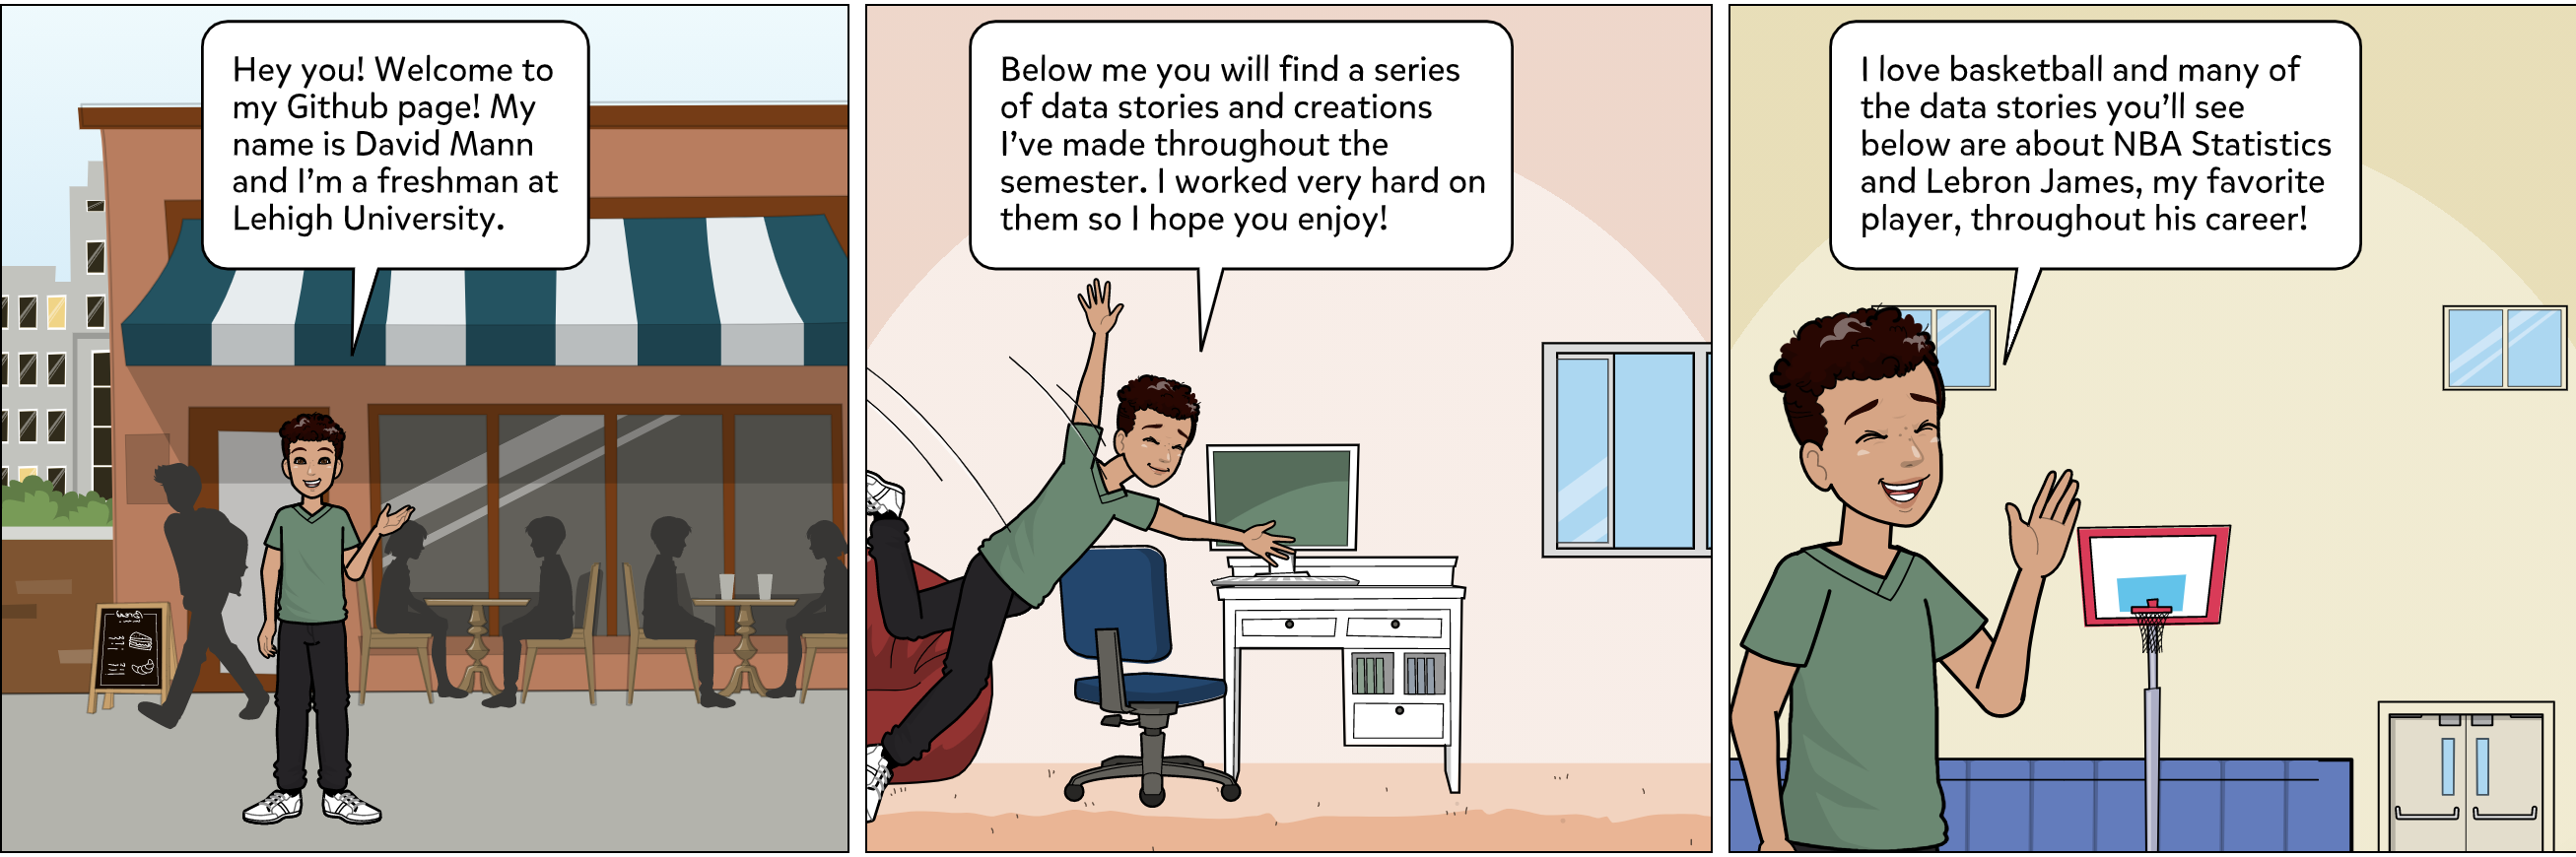 Hey you! Welcome to
my Github page! My
name is David Mann
and I'm a freshman at
Lehigh University.
Below me you will find a series
of data stories and creations
I've made throughout the
semester. I worked very hard on
them so I hope you enjoy!
I love basketball and many of
the data stories you'll see
below are about NBA Statistics
and Lebron James, my favorite
player, throughout his career!